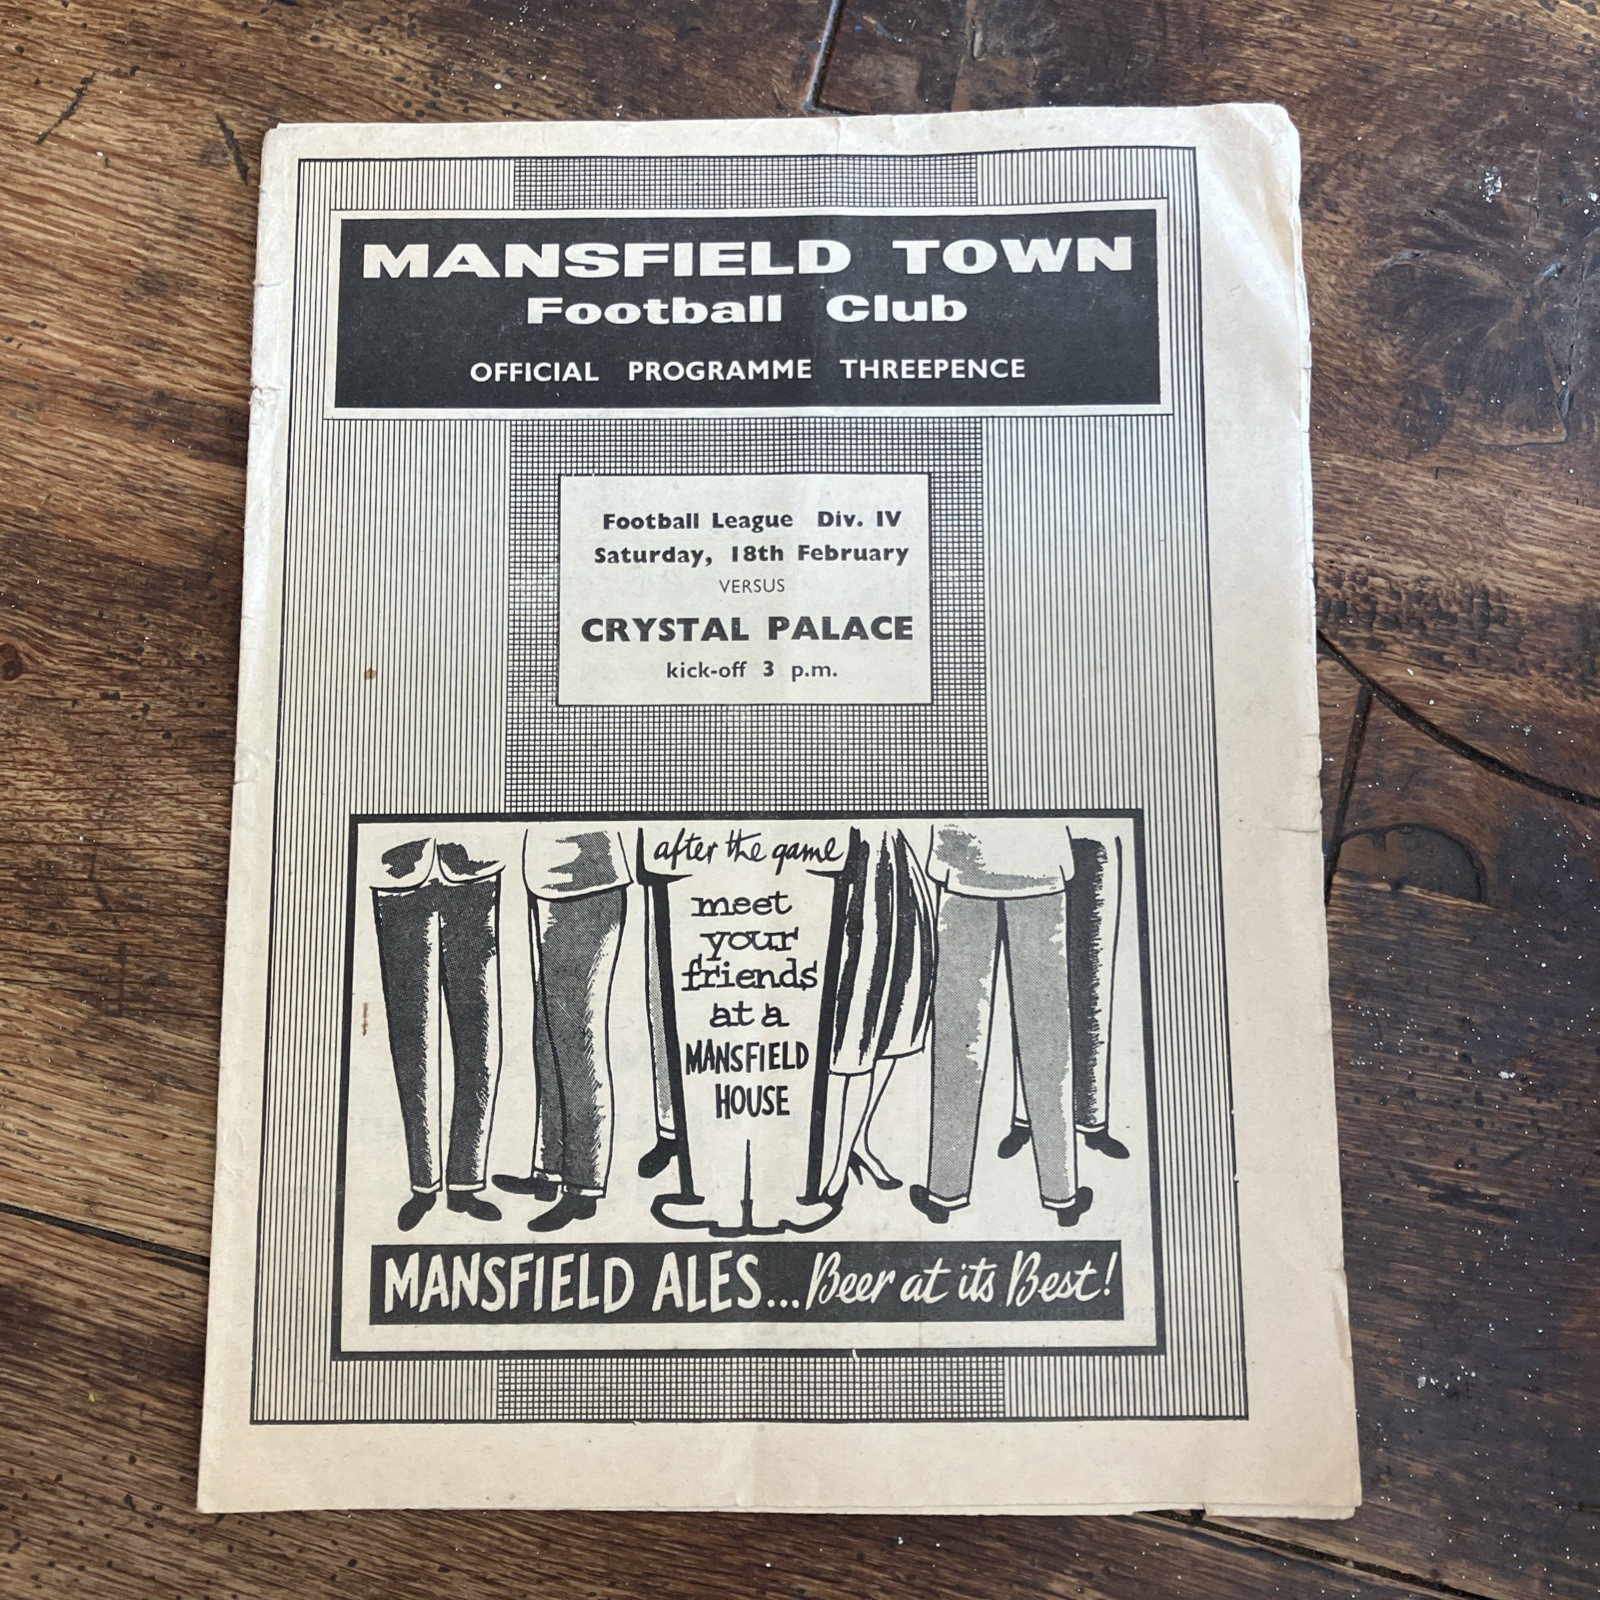 MANSFIELD TOWN
Football Club
OFFICIAL PROGRAMME THREEPENCE
Football League Div. IV
Saturday, 18th February
VERSUS
CRYSTAL PALACE
kick-off 3 p.m.
after the game
meet
your
friends
at a
MANSFIELD
HOUSE
MANSFIELD ALES... Beer at its Best!